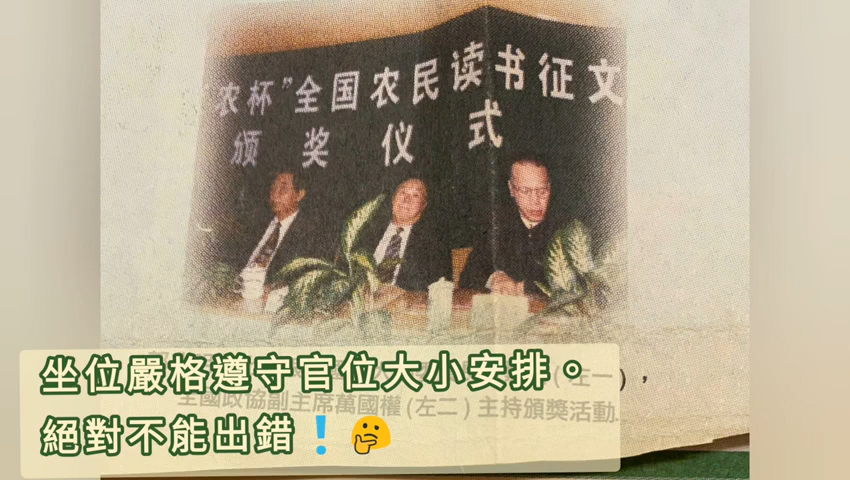 农杯”全国农民读书征文
颁奖仪式
坐位嚴格遵守官位大小安排。
絕對不能出錯❗🤔
(左一)，
全國政協副主席萬國權(左二)主持頒獎活動.